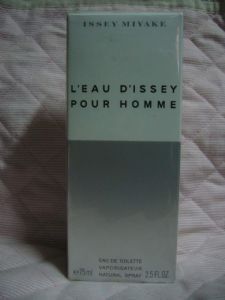 ISSEY MIYAKE
L'EAU D'ISSEY
POUR HOMME
EAU DE TOILETTE
VAPORISATEUR
NATURAL SPRAY
e 75ml 2.5 FL.OZ.